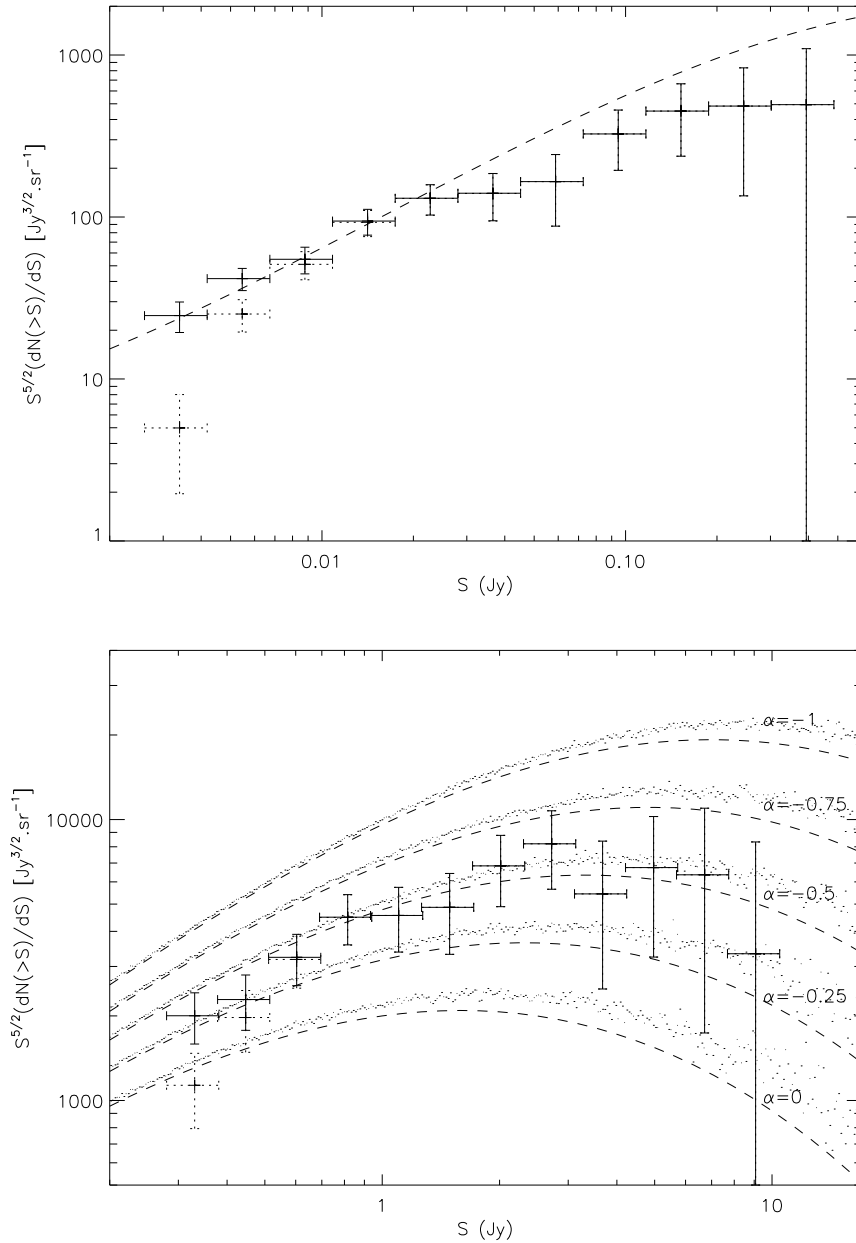 1000
100
10
1
S^{5/2}(dN(>S)/dS) [Jy^{3/2}.sr^{-1}]
0.01
0.10
S (Jy)
10000
1000
S^{5/2}(dN(>S)/dS) [Jy^{3/2}.sr^{-1}]
α=−1
α=−0.75
α=−0.5
α=−0.25
α=0
1
10
S (Jy)